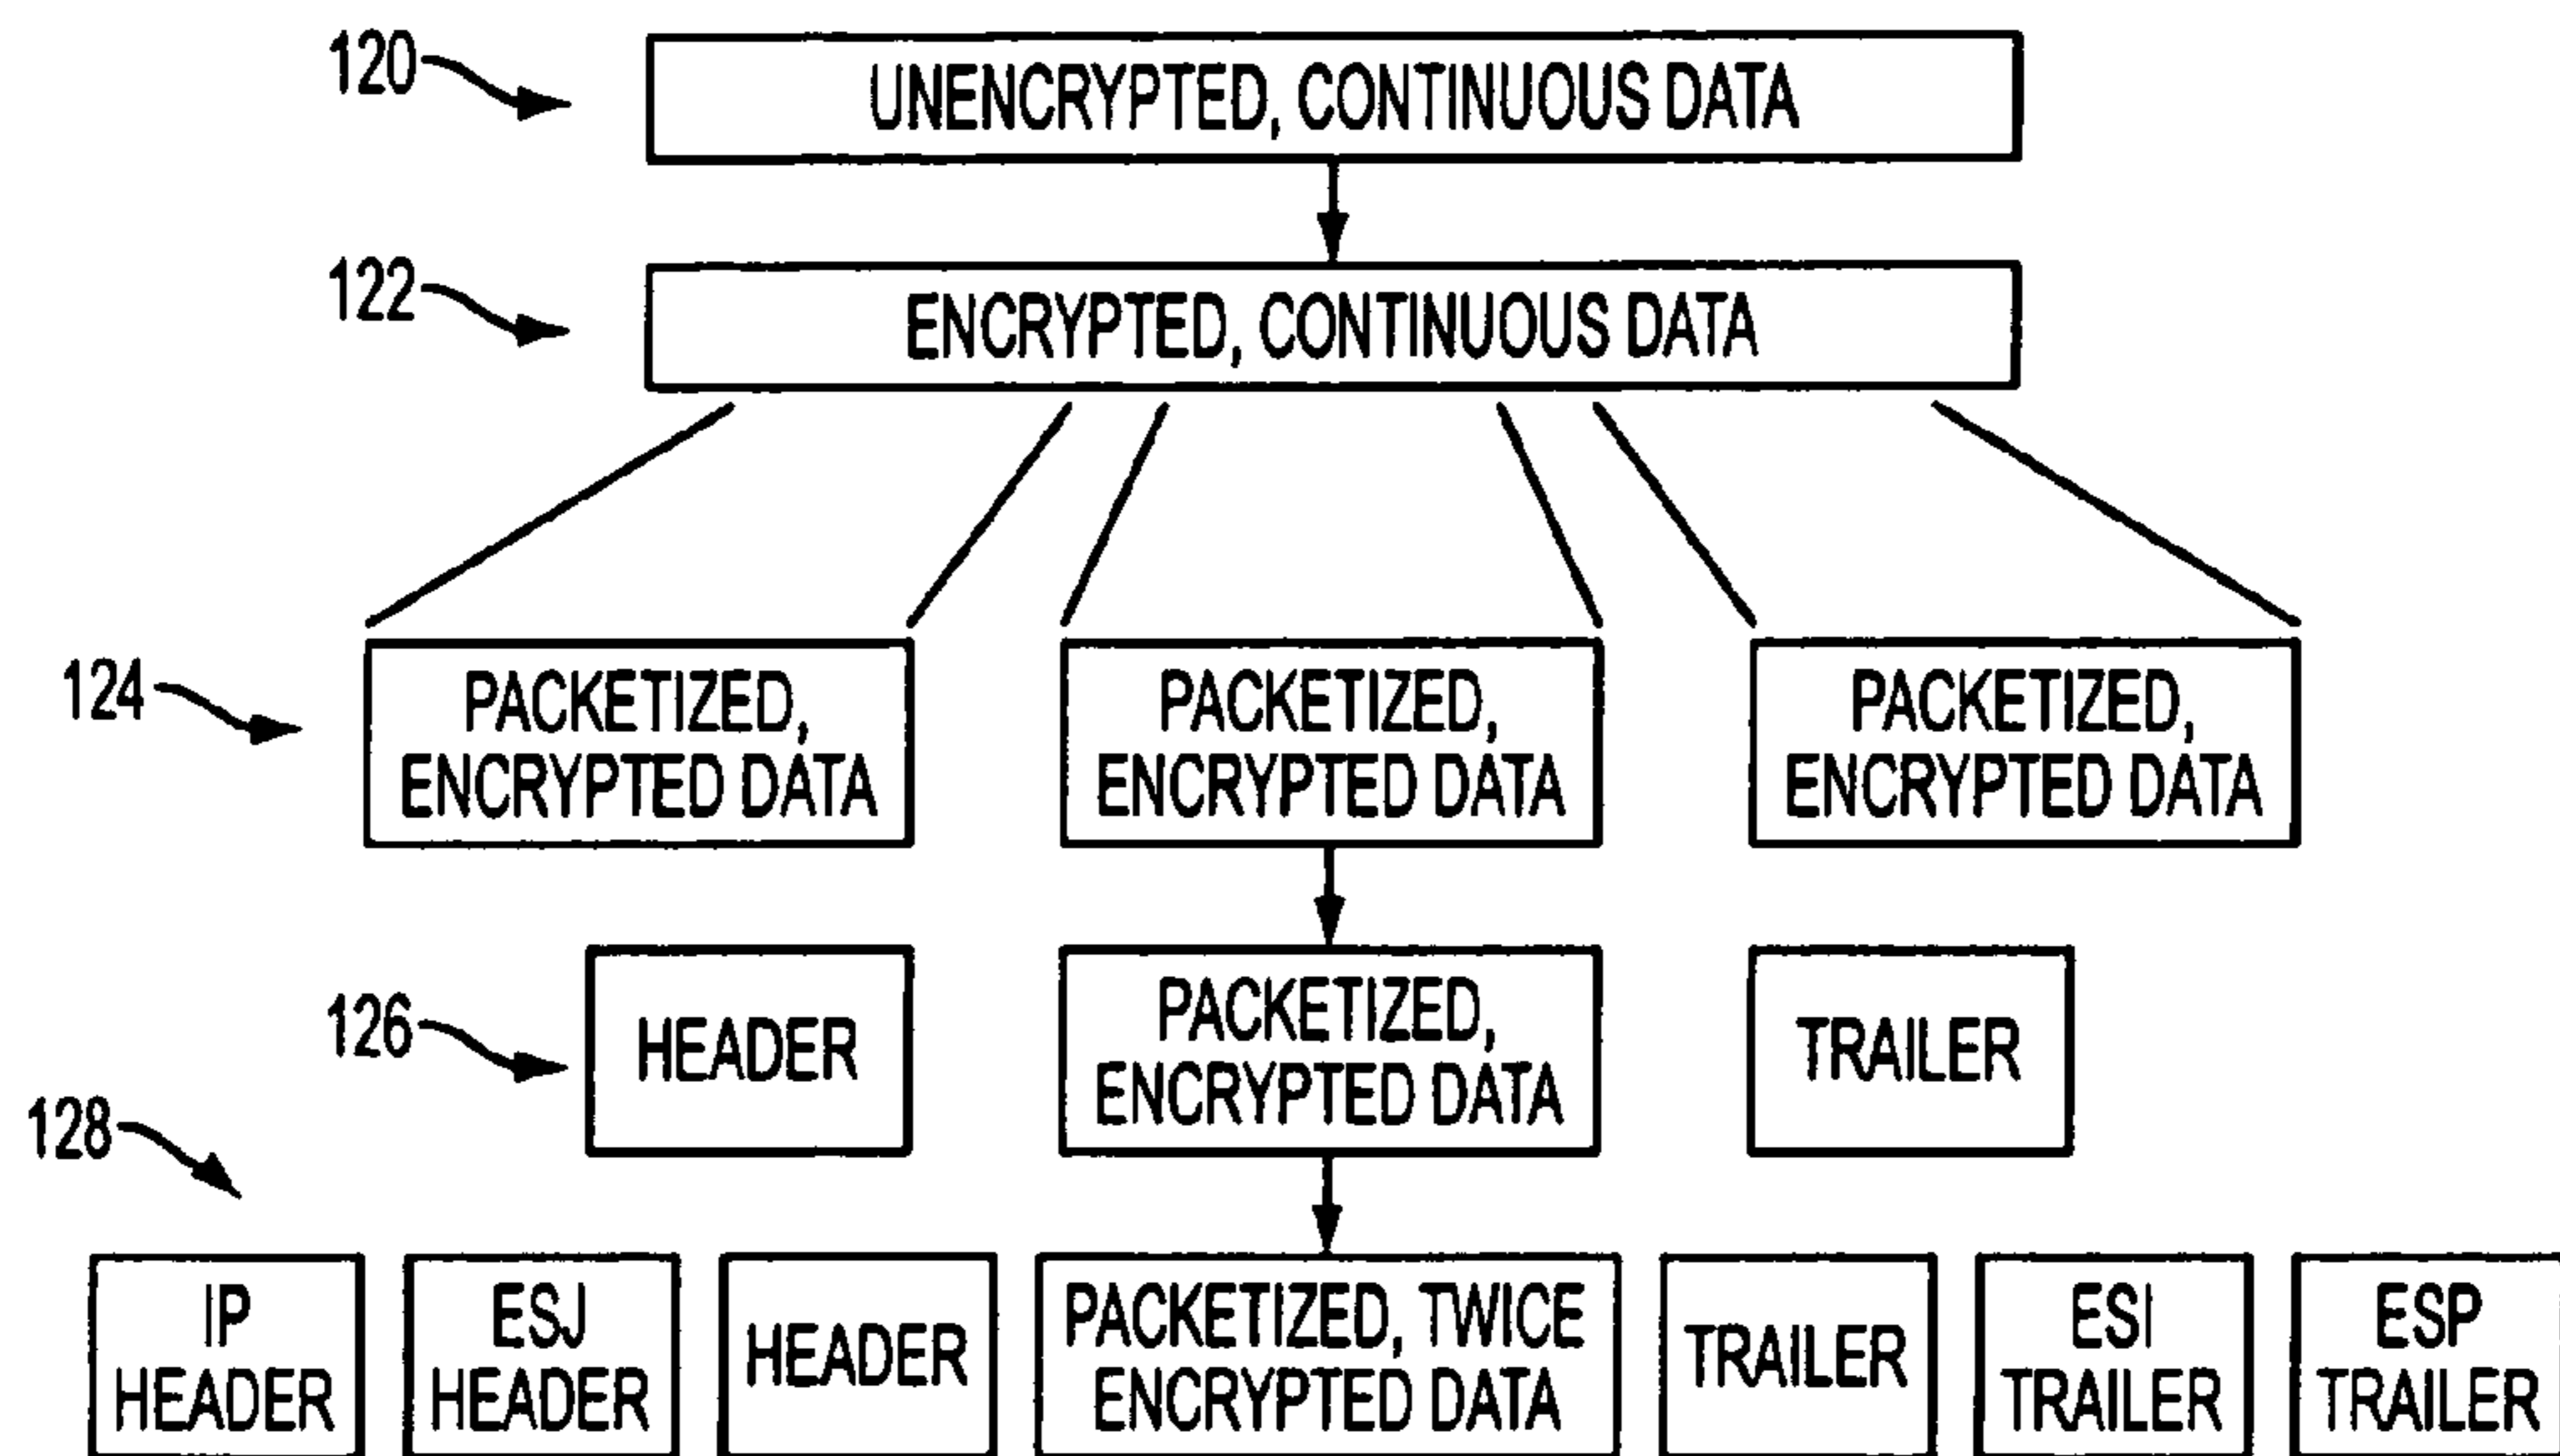 120
UNENCRYPTED, CONTINUOUS DATA
122
ENCRYPTED, CONTINUOUS DATA
124
PACKETIZED,
ENCRYPTED DATA
PACKETIZED,
ENCRYPTED DATA
PACKETIZED,
ENCRYPTED DATA
126
HEADER
PACKETIZED,
ENCRYPTED DATA
TRAILER
128
IP
HEADER
ESJ
HEADER
HEADER
PACKETIZED, TWICE
ENCRYPTED DATA
TRAILER
ESI
TRAILER
ESP
TRAILER